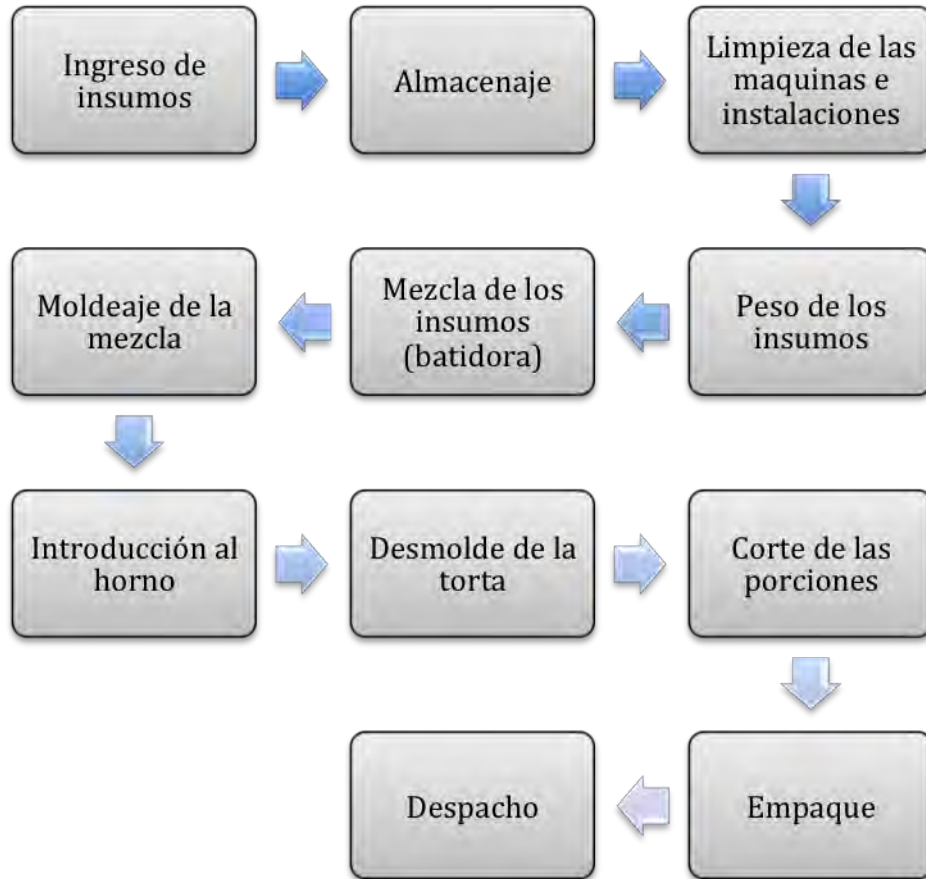 Ingreso de
insumos
Almacenaje
Limpieza de las
maquinas e
instalaciones
Peso de los
insumos
Mezcla de los
insumos
(batidora)
Moldeaje de la
mezcla
Introducción al
horno
Desmolde de la
torta
Corte de las
porciones
Empaque
Despacho